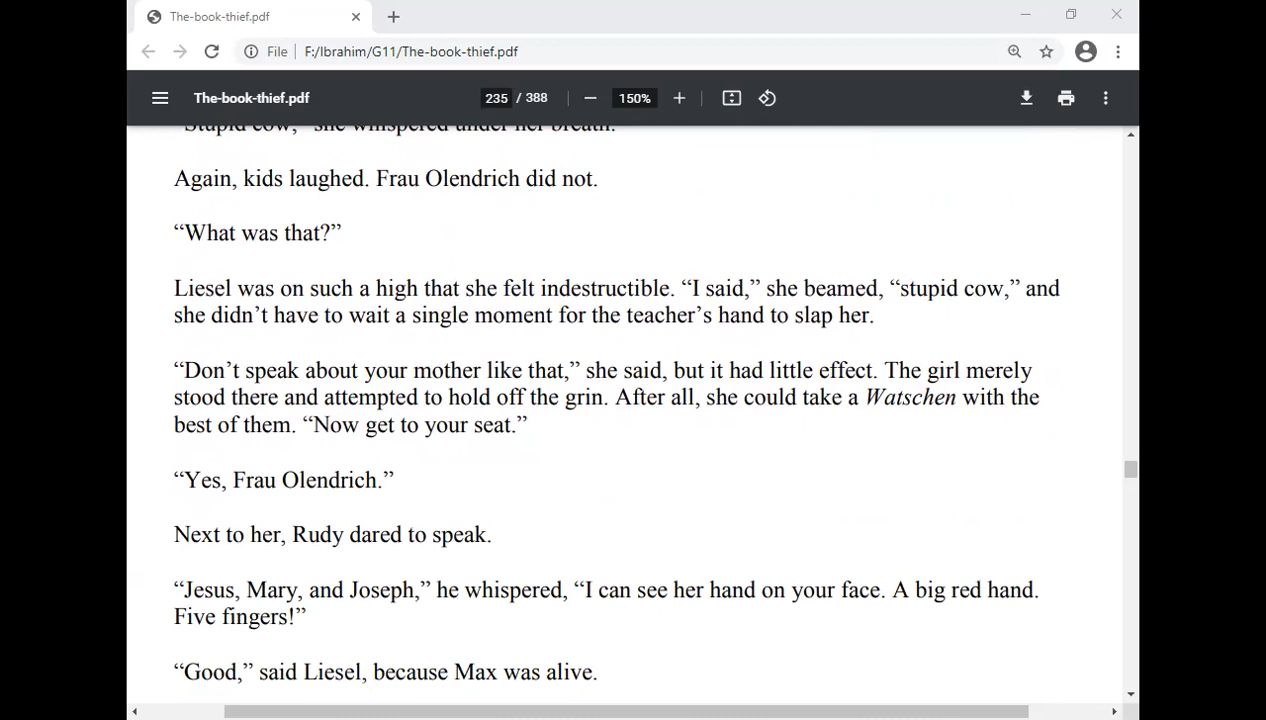 The-book-thief.pdf
File F:/Ibrahim/G11/The-book-thief.pdf
The-book-thief.pdf 235 / 388 150%
“Stupid cow,” she whispered under her breath.
Again, kids laughed. Frau Olendrich did not.
“What was that?”
Liesel was on such a high that she felt indestructible. “I said,” she beamed, “stupid cow,” and
she didn’t have to wait a single moment for the teacher’s hand to slap her.
“Don’t speak about your mother like that,” she said, but it had little effect. The girl merely
stood there and attempted to hold off the grin. After all, she could take a Watschen with the
best of them. “Now get to your seat.”
“Yes, Frau Olendrich.”
Next to her, Rudy dared to speak.
“Jesus, Mary, and Joseph,” he whispered, “I can see her hand on your face. A big red hand.
Five fingers!”
“Good,” said Liesel, because Max was alive.